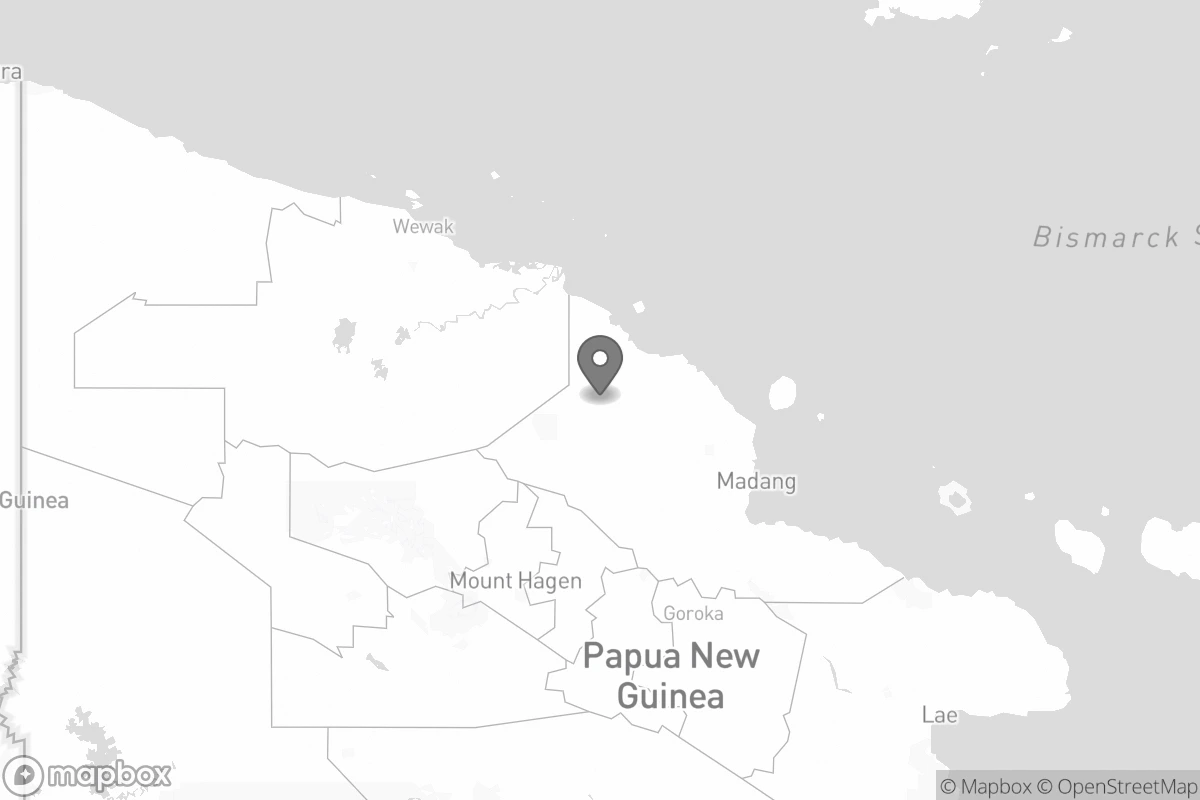 ra
Wewak
Bismarck S
Madang
Guinea
Mount Hagen
Goroka
Papua New
Guinea
Lae
mapbox
© Mapbox © OpenStreetMap